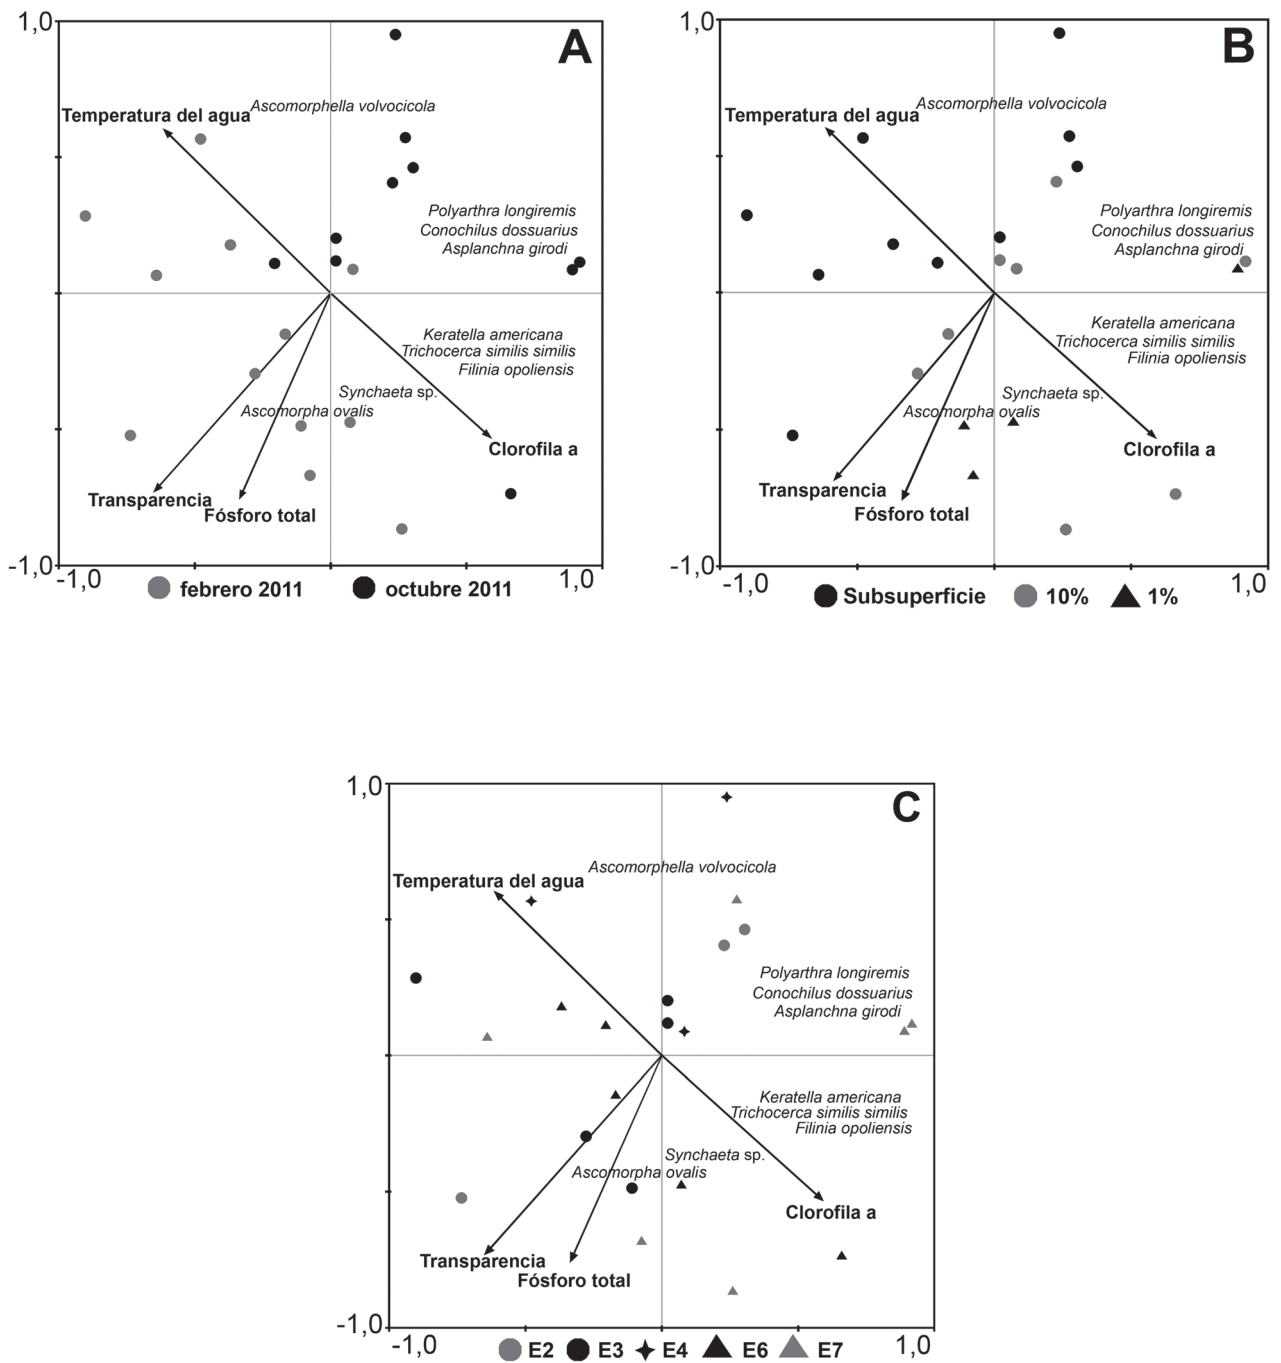 1,0
A
Temperatura del agua
Ascomorphella volvocicola
Polyarthra longiremis
Conochilus dossuarius
Asplanchna girodi
Keratella americana
Trichocerca similis similis
Filinia opoliensis
Synchaeta sp.
Ascomorpha ovalis
Clorofila a
Transparencia
Fósforo total
-1,0
-1,0
1,0
febrero 2011
octubre 2011
1,0
B
Temperatura del agua
Ascomorphella volvocicola
Polyarthra longiremis
Conochilus dossuarius
Asplanchna girodi
Keratella americana
Trichocerca similis similis
Filinia opoliensis
Synchaeta sp.
Ascomorpha ovalis
Clorofila a
Transparencia
Fósforo total
-1,0
-1,0
1,0
Subsuperficie
10%
1%
1,0
C
Ascomorphella volvocicola
Temperatura del agua
Polyarthra longiremis
Conochilus dossuarius
Asplanchna girodi
Keratella americana
Trichocerca similis similis
Filinia opoliensis
Synchaeta sp.
Ascomorpha ovalis
Clorofila a
Transparencia
Fósforo total
-1,0
-1,0
1,0
E2
E3
E4
E6
E7